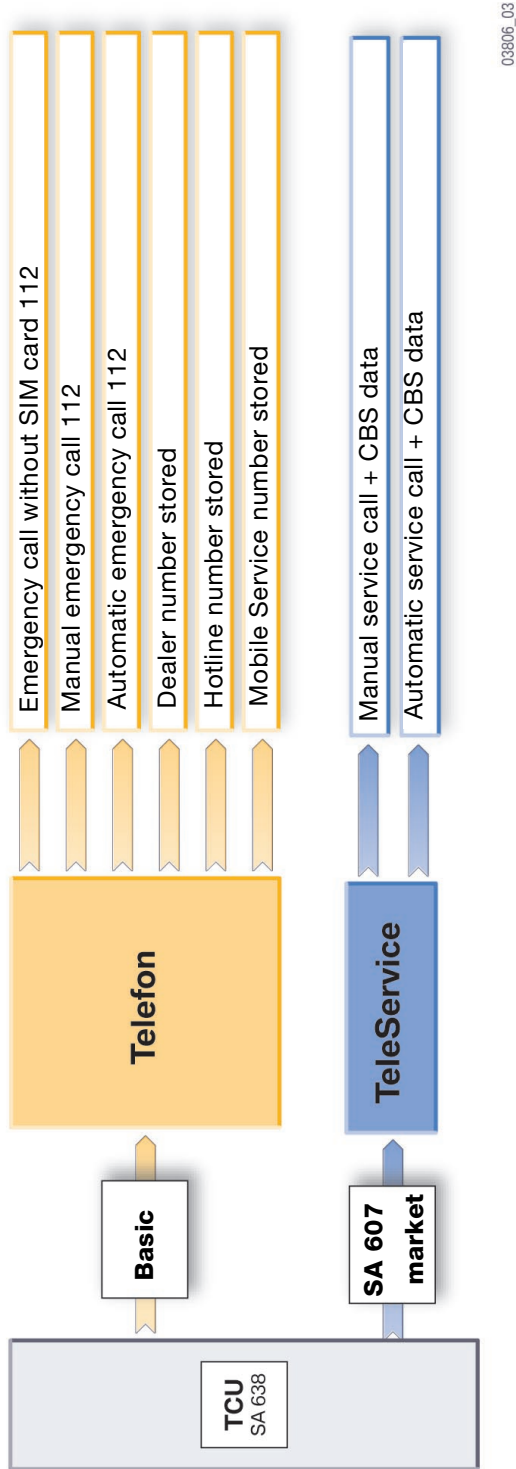 TCU
SA 638
Basic
Telefon
Emergency call without SIM card 112
Manual emergency call 112
Automatic emergency call 112
Dealer number stored
Hotline number stored
Mobile Service number stored
SA 607
market
TeleService
Manual service call + CBS data
Automatic service call + CBS data
03806_03